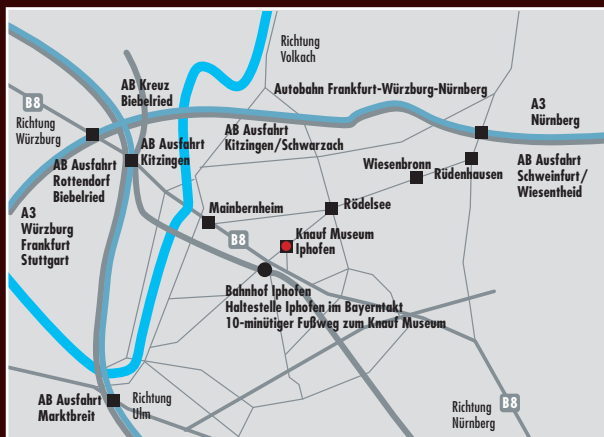 Richtung
Volkach
B8
AB Kreuz
Biebelried
Autobahn Frankfurt-Würzburg-Nürnberg
A3
Nürnberg
Richtung
Würzburg
AB Ausfahrt
Kitzingen
AB Ausfahrt
Kitzingen/Schwarzach
AB Ausfahrt
Rottendorf
Biebelried
Wiesenbronn
Rüdenhausen
AB Ausfahrt
Schweinfurt/
Wiesentheid
A3
Würzburg
Frankfurt
Stuttgart
Mainbernheim
Rödelsee
B8
Knauf Museum
Iphofen
Bahnhof Iphofen
Haltestelle Iphofen im Bayerntakt
10-minütiger Fußweg zum Knauf Museum
AB Ausfahrt
Marktbreit
Richtung
Ulm
B8
Richtung
Nürnberg